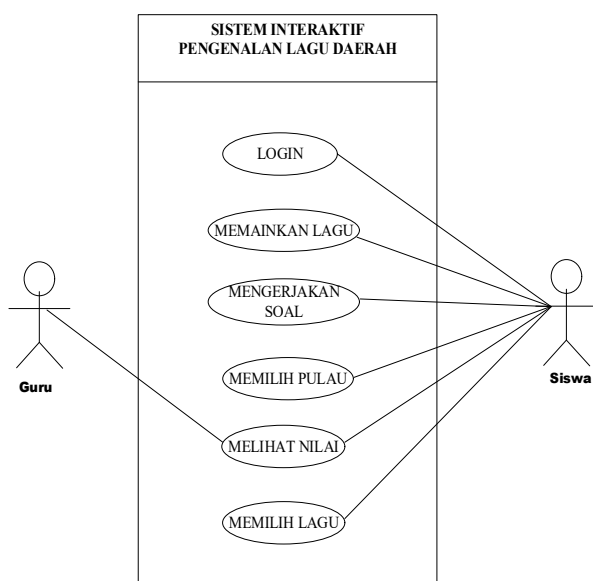 SISTEM INTERAKTIF
PENGENALAN LAGU DAERAH
LOGIN
MEMAINKAN LAGU
MENGERJAKAN
SOAL
MEMILIH PULAU
MELIHAT NILAI
MEMILIH LAGU
Guru
Siswa